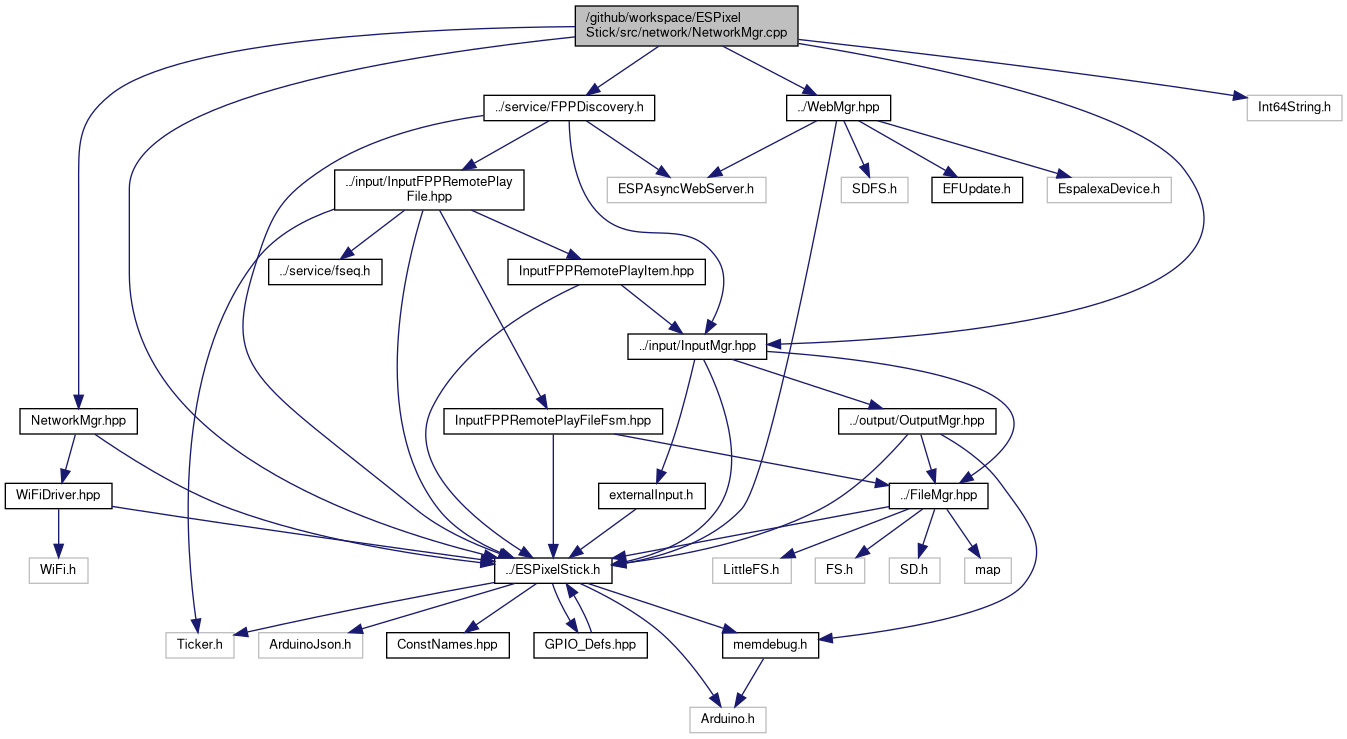 /github/workspace/ESPixel
Stick/src/network/NetworkMgr.cpp
../service/FPPDiscovery.h
../WebMgr.hpp
Int64String.h
../input/InputFPPRemotePlay
File.hpp
ESPAsyncWebServer.h
SDFS.h
EFUpdate.h
EspalexaDevice.h
../service/fseq.h
InputFPPRemotePlayItem.hpp
../input/InputMgr.hpp
NetworkMgr.hpp
InputFPPRemotePlayFileFsm.hpp
../output/OutputMgr.hpp
WiFiDriver.hpp
externalInput.h
../FileMgr.hpp
WiFi.h
../ESPixelStick.h
LittleFS.h
FS.h
SD.h
map
Ticker.h
ArduinoJson.h
ConstNames.hpp
GPIO_Defs.hpp
memdebug.h
Arduino.h